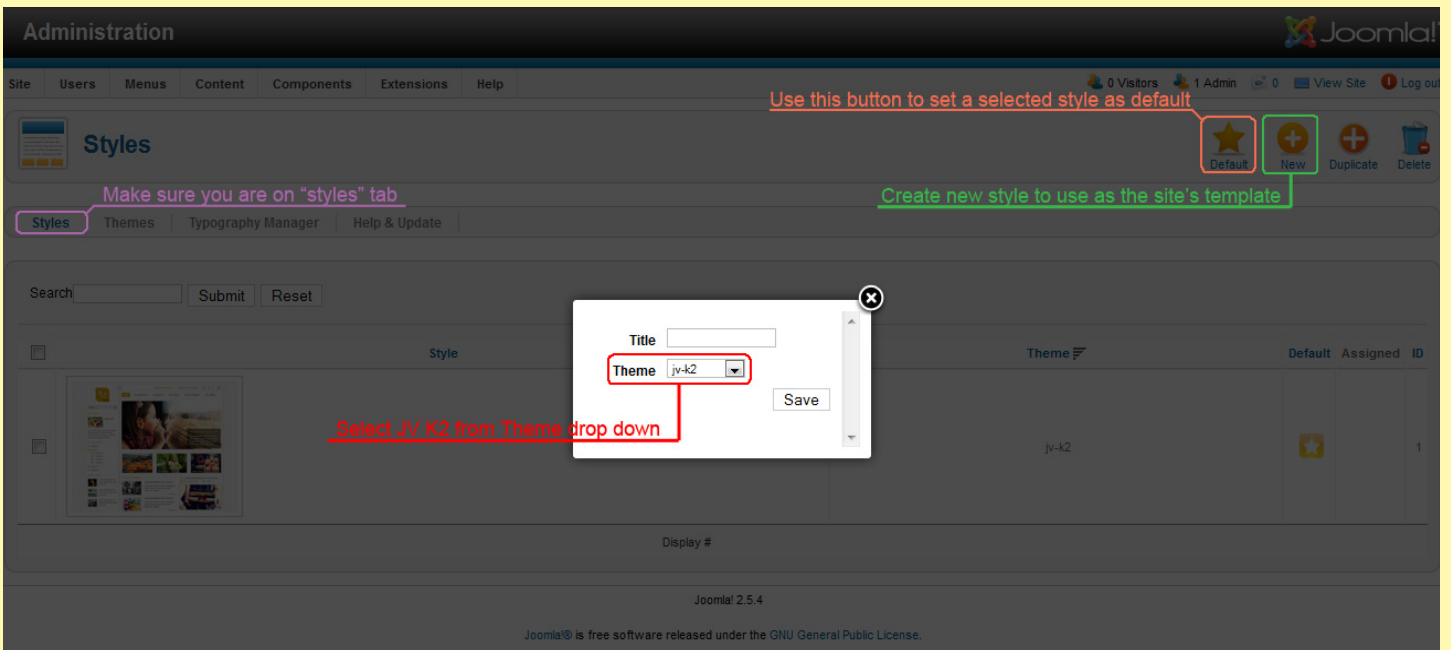 Administration
Joomla!
Site Users Menus Content Components Extensions Help
0 Visitors 1 Admin 0 View Site Log out
Use this button to set a selected style as default
Styles
Default New Duplicate Delete
Make sure you are on “styles” tab
Create new style to use as the site’s template
Styles Themes Typography Manager Help & Update
Search Submit Reset
Title
Style Theme Default Assigned ID
Theme jv-k2
Save
Select JV K2 from Theme drop down
jv-k2 1
Display #
Joomla! 2.5.4
Joomla!® is free software released under the GNU General Public License.